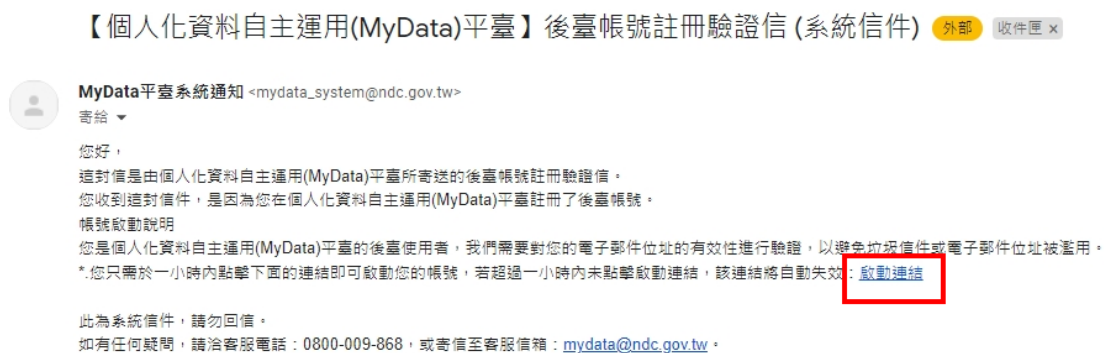 【個人化資料自主運用(MyData)平臺】後臺帳號註冊驗證信 (系統信件) 外部 收件匣 ×
MyData平臺系統通知 <mydata_system@ndc.gov.tw>
寄給
您好，
這封信是由個人化資料自主運用(MyData)平臺所寄送的後臺帳號註冊驗證信。
您收到這封信件，是因為您在個人化資料自主運用(MyData)平臺註冊了後臺帳號。
帳號啟動說明
您是個人化資料自主運用(MyData)平臺的後臺使用者，我們需要對您的電子郵件位址的有效性進行驗證，以避免垃圾信件或電子郵件位址被濫用。
*.您只需於一小時內點擊下面的連結即可啟動您的帳號，若超過一小時內未點擊啟動連結，該連結將自動失效：啟動連結
此為系統信件，請勿回信。
如有任何疑問，請洽客服電話：0800-009-868，或寄信至客服信箱：mydata@ndc.gov.tw。